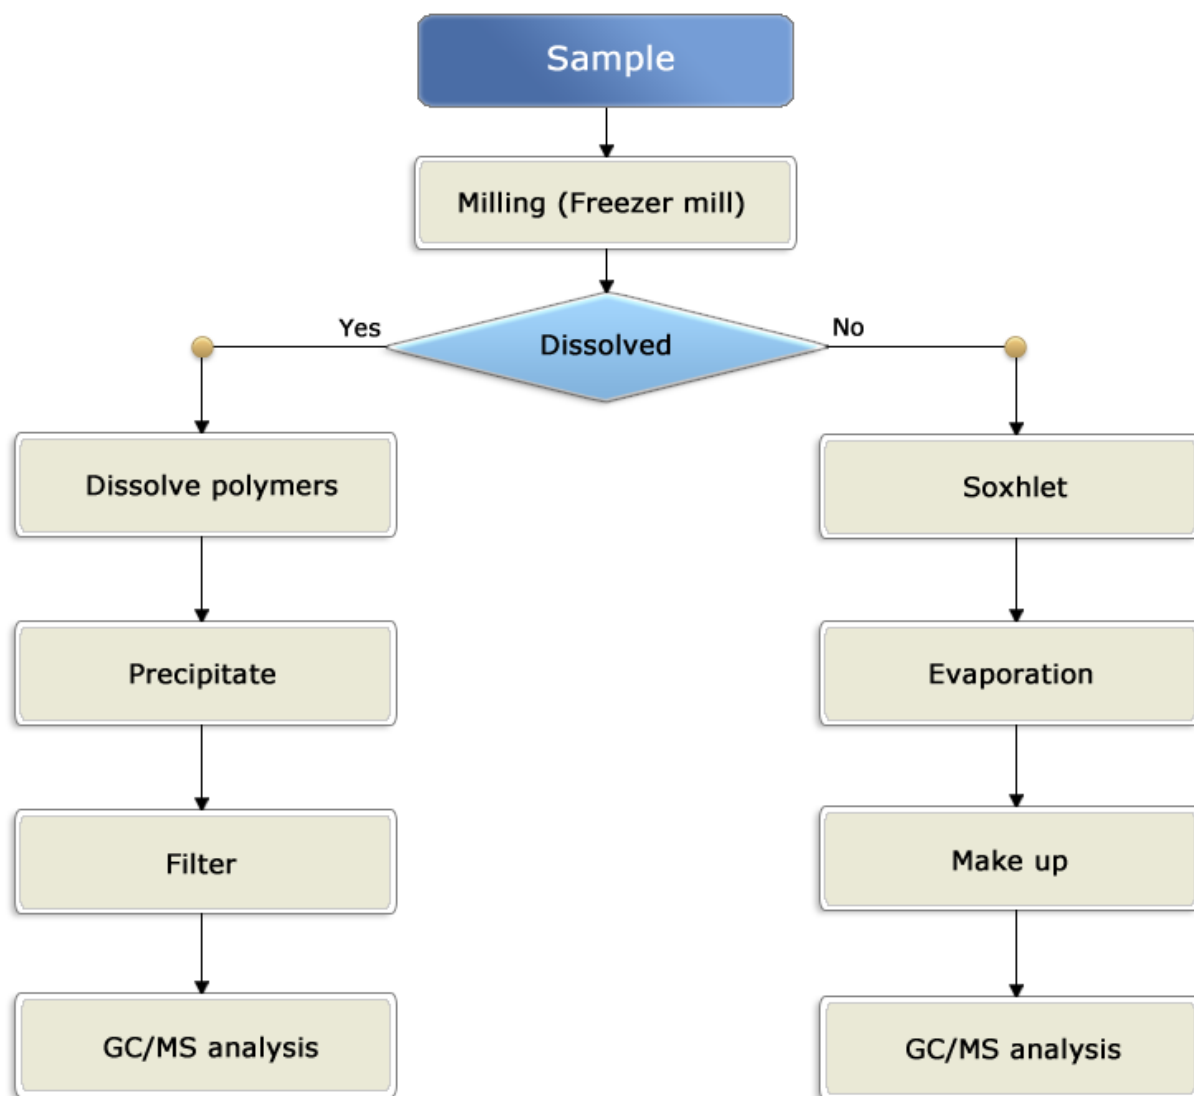 Sample
Milling (Freezer mill)
Yes
Dissolved
No
Dissolve polymers
Soxhlet
Precipitate
Evaporation
Filter
Make up
GC/MS analysis
GC/MS analysis